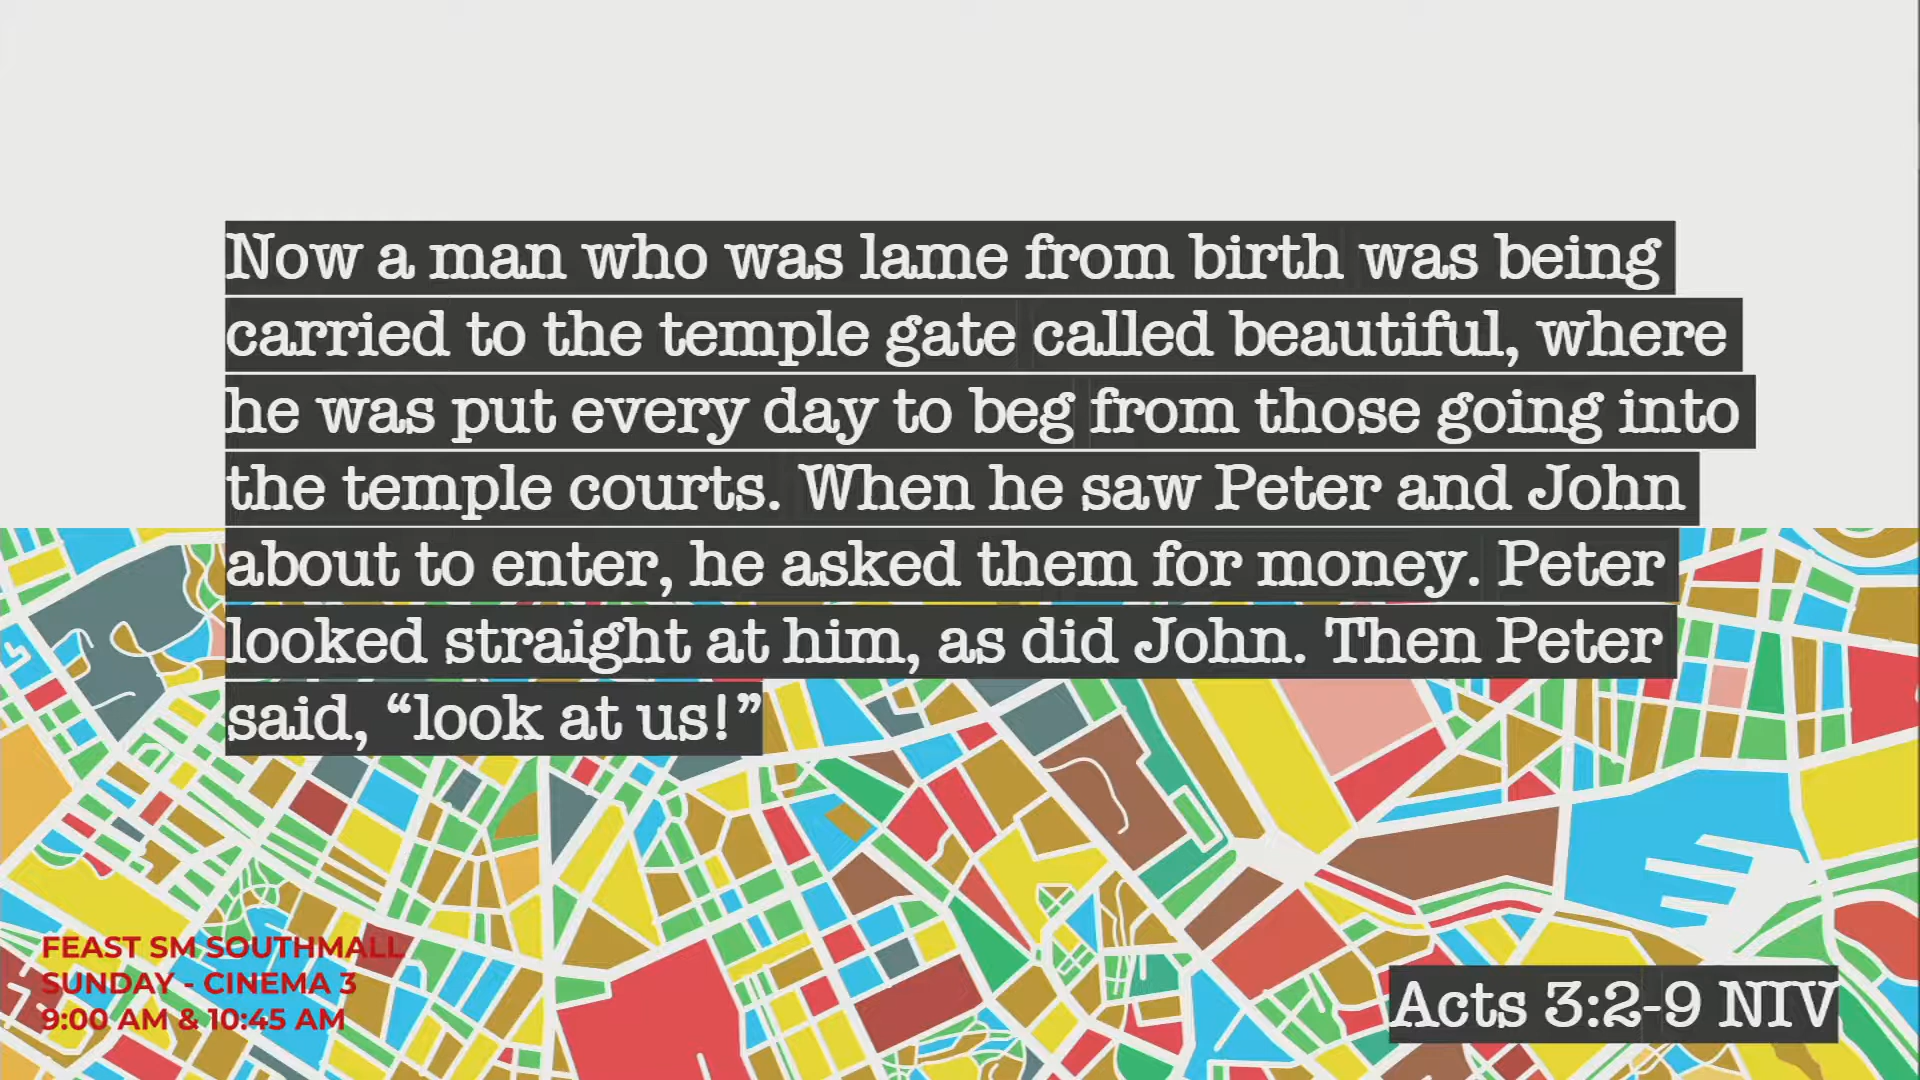 Now a man who was lame from birth was being
carried to the temple gate called beautiful, where
he was put every day to beg from those going into
the temple courts. When he saw Peter and John
about to enter, he asked them for money. Peter
looked straight at him, as did John. Then Peter
said, “look at us!”
FEAST SM SOUTHMALL
SUNDAY - CINEMA 3
9:00 AM & 10:45 AM
Acts 3:2-9 NIV